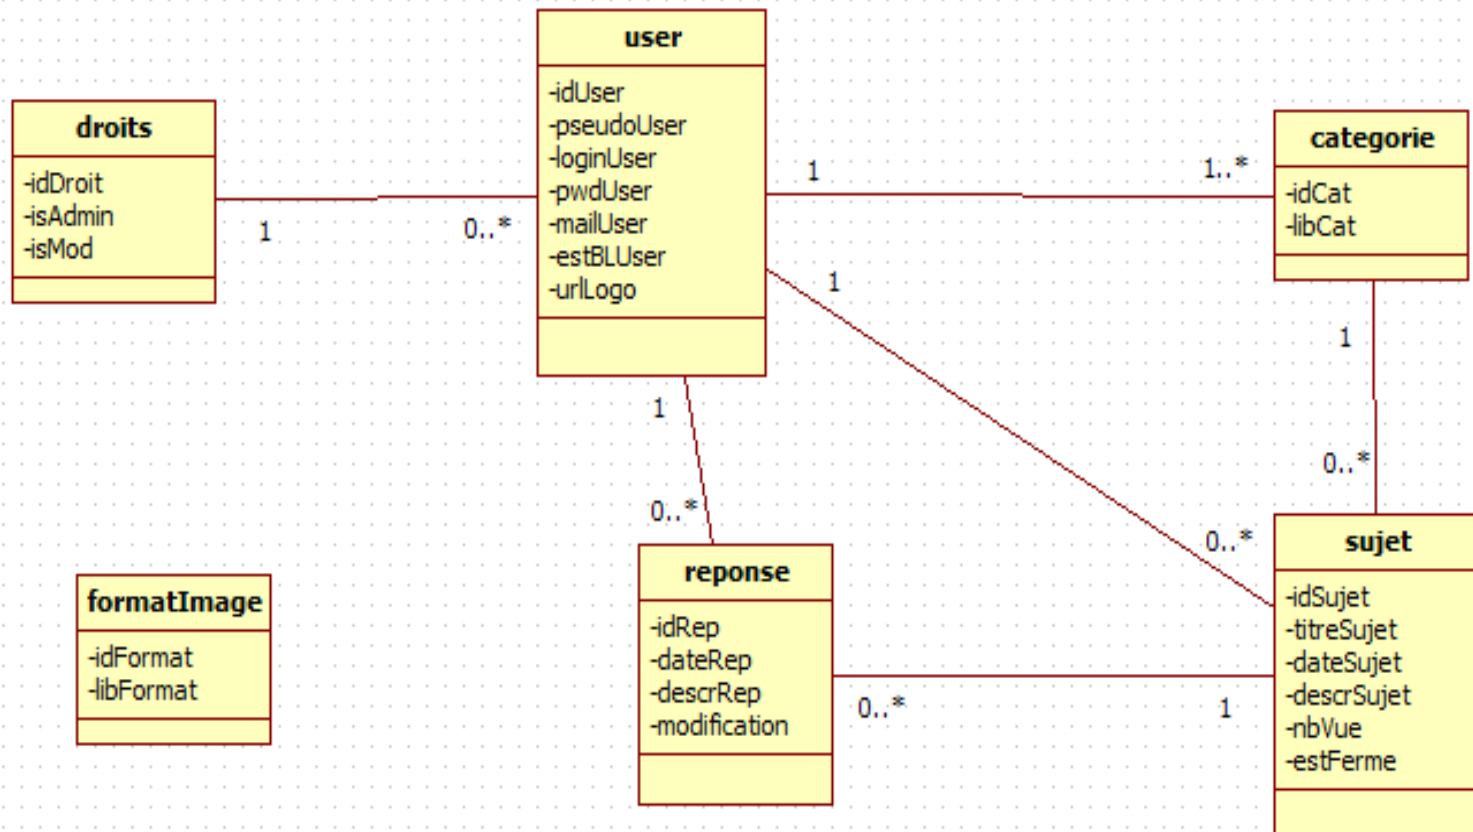 user
-idUser
-pseudoUser
-loginUser
-pwdUser
-mailUser
-estBLUser
-urlLogo
droits
-idDroit
-isAdmin
-isMod
1
0..*
1
1..*
categorie
-idCat
-libCat
1
1
0..*
1
0..*
0..*
reponse
-idRep
-dateRep
-descrRep
-modification
0..*
1
sujet
-idSujet
-titreSujet
-dateSujet
-descrSujet
-nbVue
-estFerme
formatImage
-idFormat
-libFormat